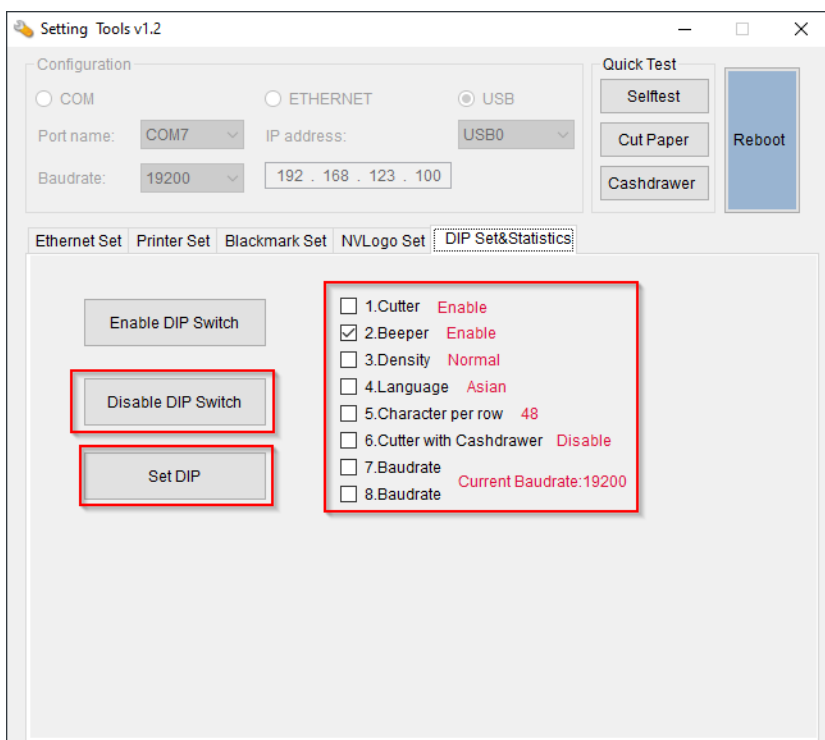 Setting Tools v1.2
Configuration
COM
ETHERNET
USB
Port name:
COM7
IP address:
USB0
Baudrate:
19200
192 . 168 . 123 . 100
Quick Test
Selftest
Cut Paper
Cashdrawer
Reboot
Ethernet Set
Printer Set
Blackmark Set
NVLogo Set
DIP Set&Statistics
Enable DIP Switch
Disable DIP Switch
Set DIP
1.Cutter Enable
2.Beeper Enable
3.Density Normal
4.Language Asian
5.Character per row 48
6.Cutter with Cashdrawer Disable
7.Baudrate
Current Baudrate:19200
8.Baudrate